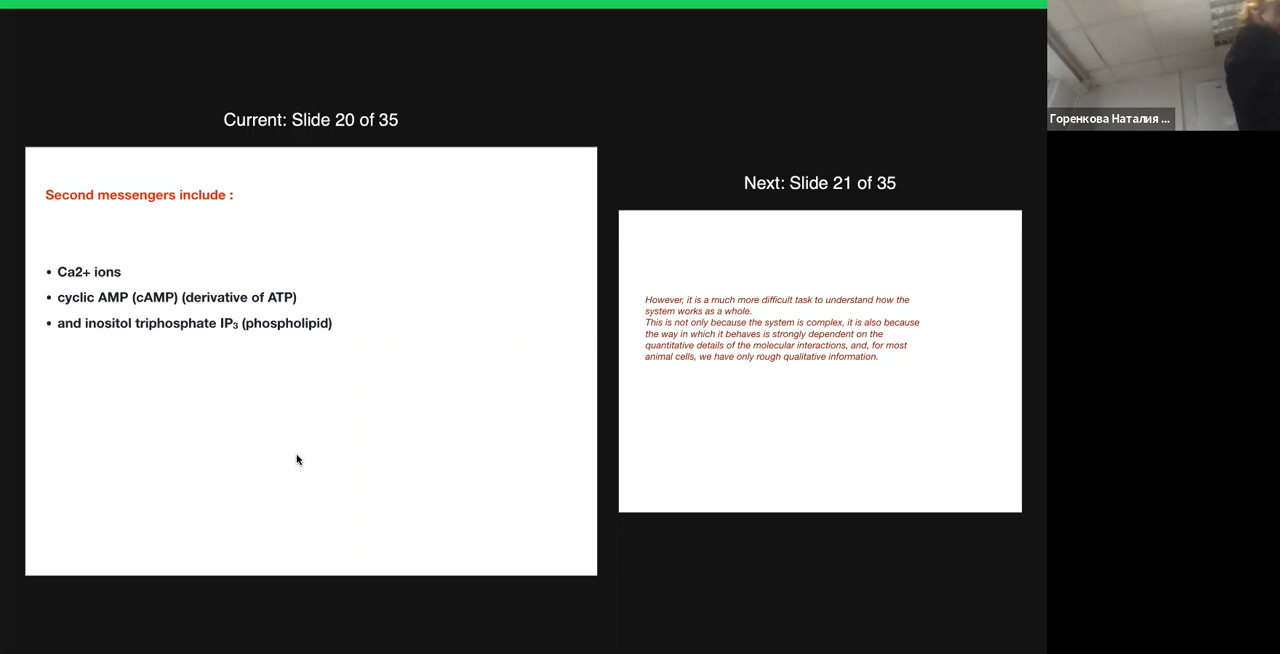 Горенкова Наталия ...
Current: Slide 20 of 35
Second messengers include :
• Ca2+ ions
• cyclic AMP (cAMP) (derivative of ATP)
• and inositol triphosphate IP₃ (phospholipid)
Next: Slide 21 of 35
However, it is a much more difficult task to understand how the
system works as a whole.
This is not only because the system is complex, it is also because
the way in which it behaves is strongly dependent on the
quantitative details of the molecular interactions, and, for most
animal cells, we have only rough qualitative information.